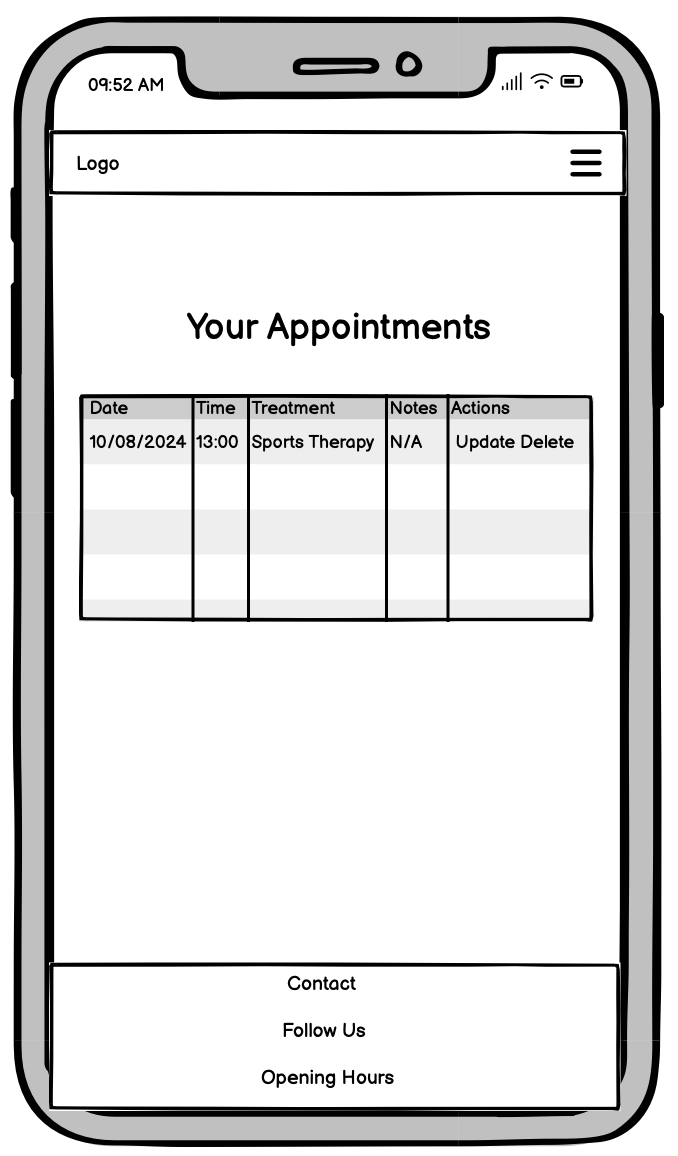 09:52 AM
Logo
Your Appointments
Date Time Treatment Notes Actions
10/08/2024 13:00 Sports Therapy N/A Update Delete
Contact
Follow Us
Opening Hours